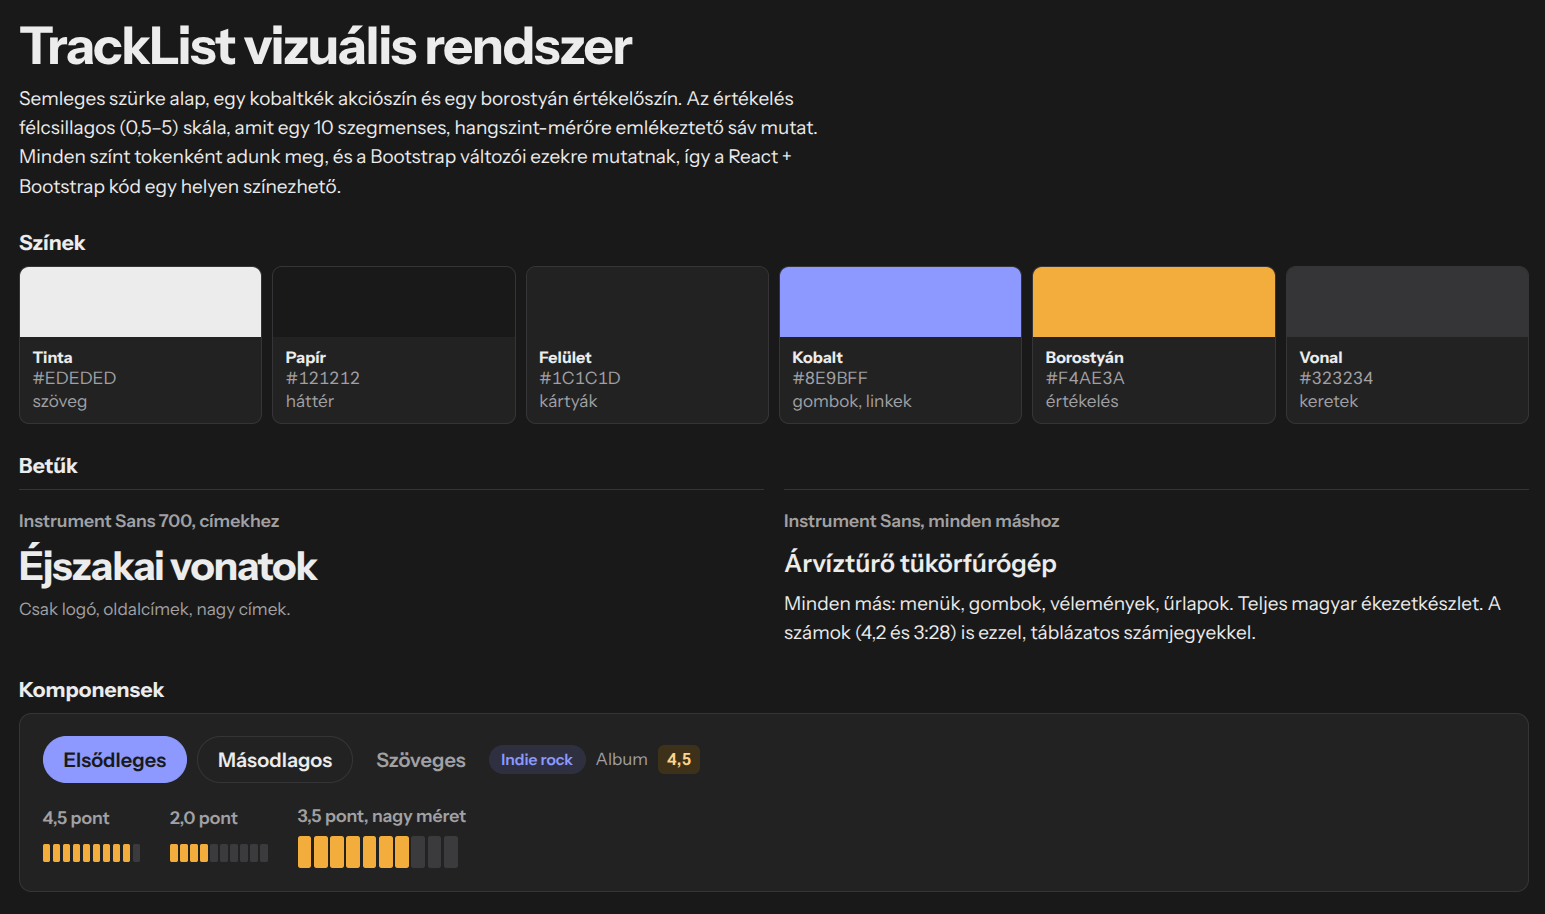 TrackList vizuális rendszer
Semleges szürke alap, egy kobaltkék akciószín és egy borostyán értékelőszín. Az értékelés
félcsillagos (0,5–5) skála, amit egy 10 szegmenses, hangszint-mérőre emlékeztető sáv mutat.
Minden színt tokenként adunk meg, és a Bootstrap változói ezekre mutatnak, így a React +
Bootstrap kód egy helyen színezhető.
Színek
Tinta
#EDEDED
szöveg
Papír
#121212
háttér
Felület
#1C1C1D
kártyák
Kobalt
#8E9BFF
gombok, linkek
Borostyán
#F4AE3A
értékelés
Vonal
#323234
keretek
Betűk
Instrument Sans 700, címekhez
Éjszakai vonatok
Csak logó, oldalcímek, nagy címek.
Instrument Sans, minden máshoz
Árvíztűrő tükörfúrógép
Minden más: menük, gombok, vélemények, űrlapok. Teljes magyar ékezetkészlet. A
számok (4,2 és 3:28) is ezzel, táblázatos számjegyekkel.
Komponensek
Elsődleges Másodlagos Szöveges Indie rock Album 4,5
4,5 pont 2,0 pont 3,5 pont, nagy méret